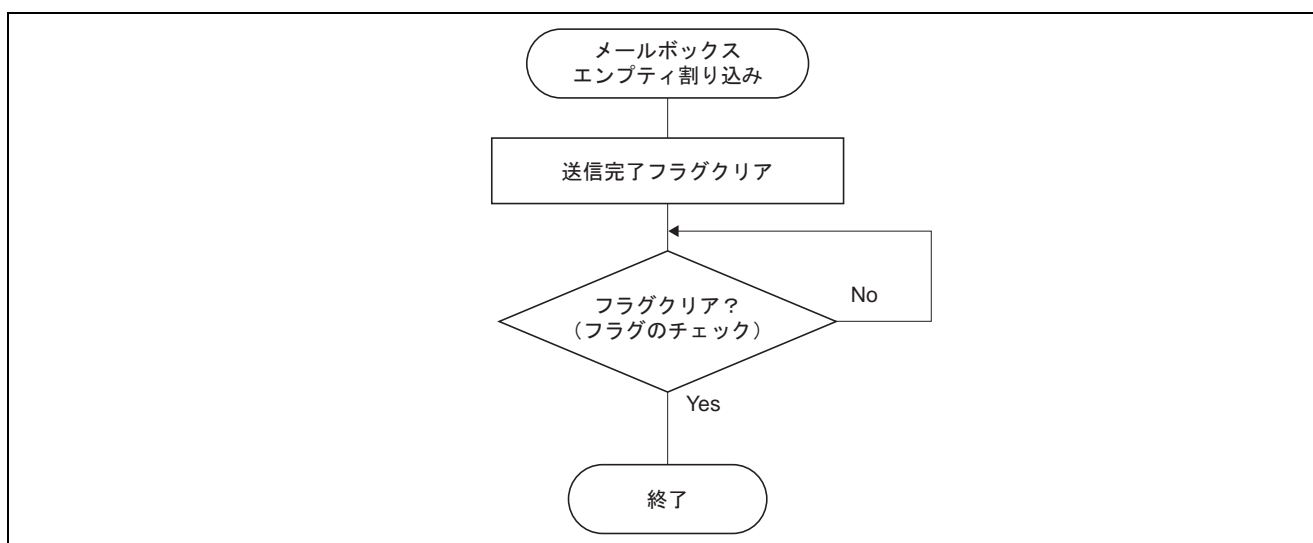 メールボックス
エンプティ割り込み
送信完了フラグクリア
フラグクリア？
（フラグのチェック）
No
Yes
終了